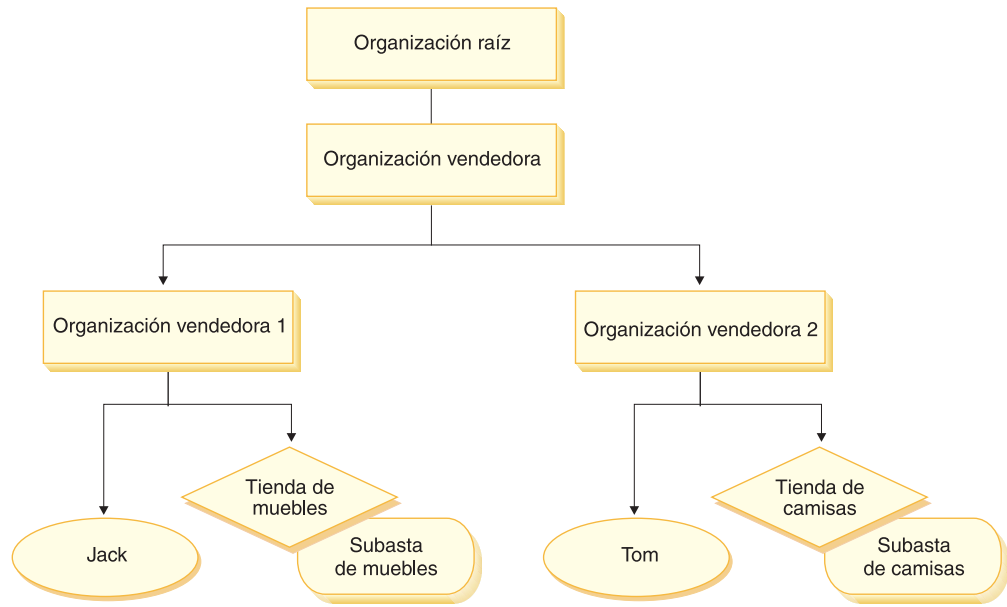 Organización raíz
Organización vendedora
Organización vendedora 1
Organización vendedora 2
Tienda de
muebles
Jack
Subasta
de muebles
Tienda de
camisas
Tom
Subasta
de camisas